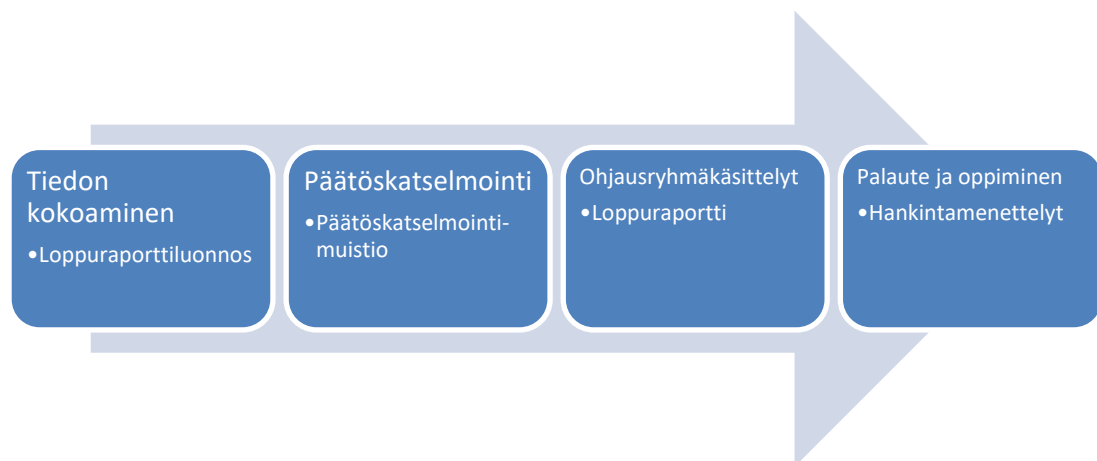 Tiedon
kokoaminen
•Loppuraporttiluonnos
Päätöskatselmointi
•Päätöskatselmointi-
muistio
Ohjausryhmäkäsittelyt
•Loppuraportti
Palaute ja oppiminen
•Hankintamenettelyt